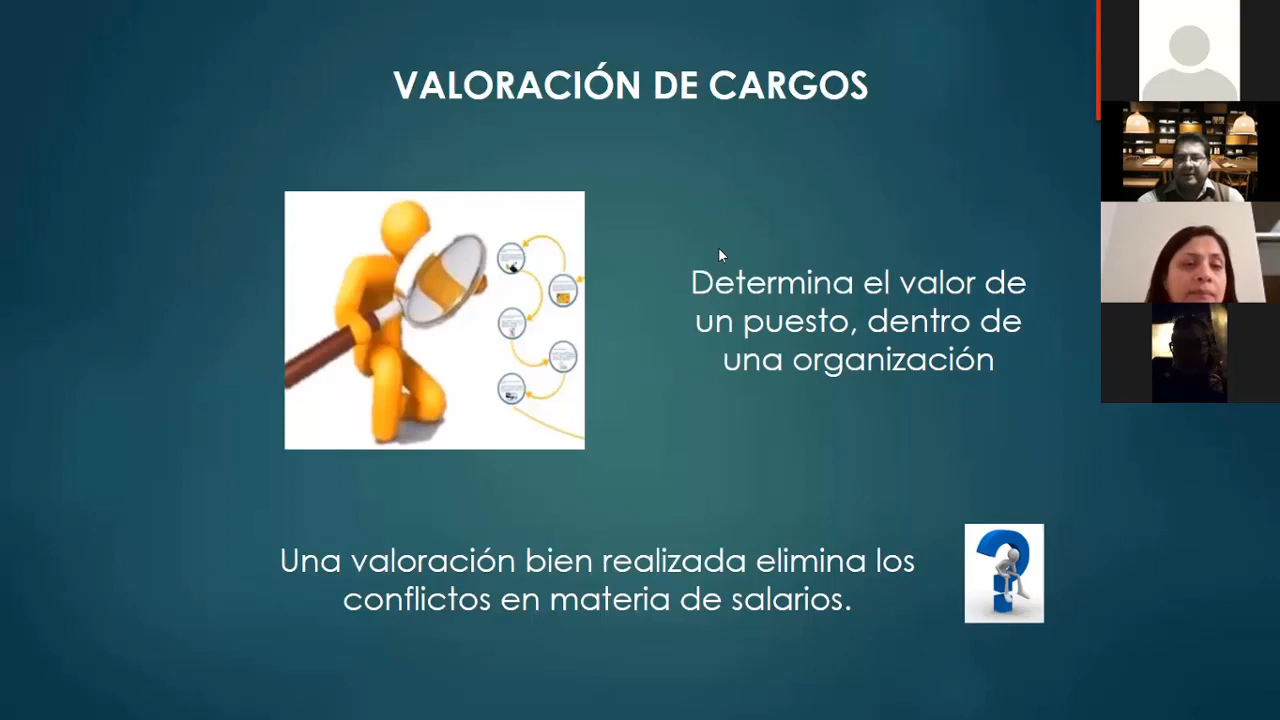 VALORACIÓN DE CARGOS
Determina el valor de
un puesto, dentro de
una organización
Una valoración bien realizada elimina los
conflictos en materia de salarios.